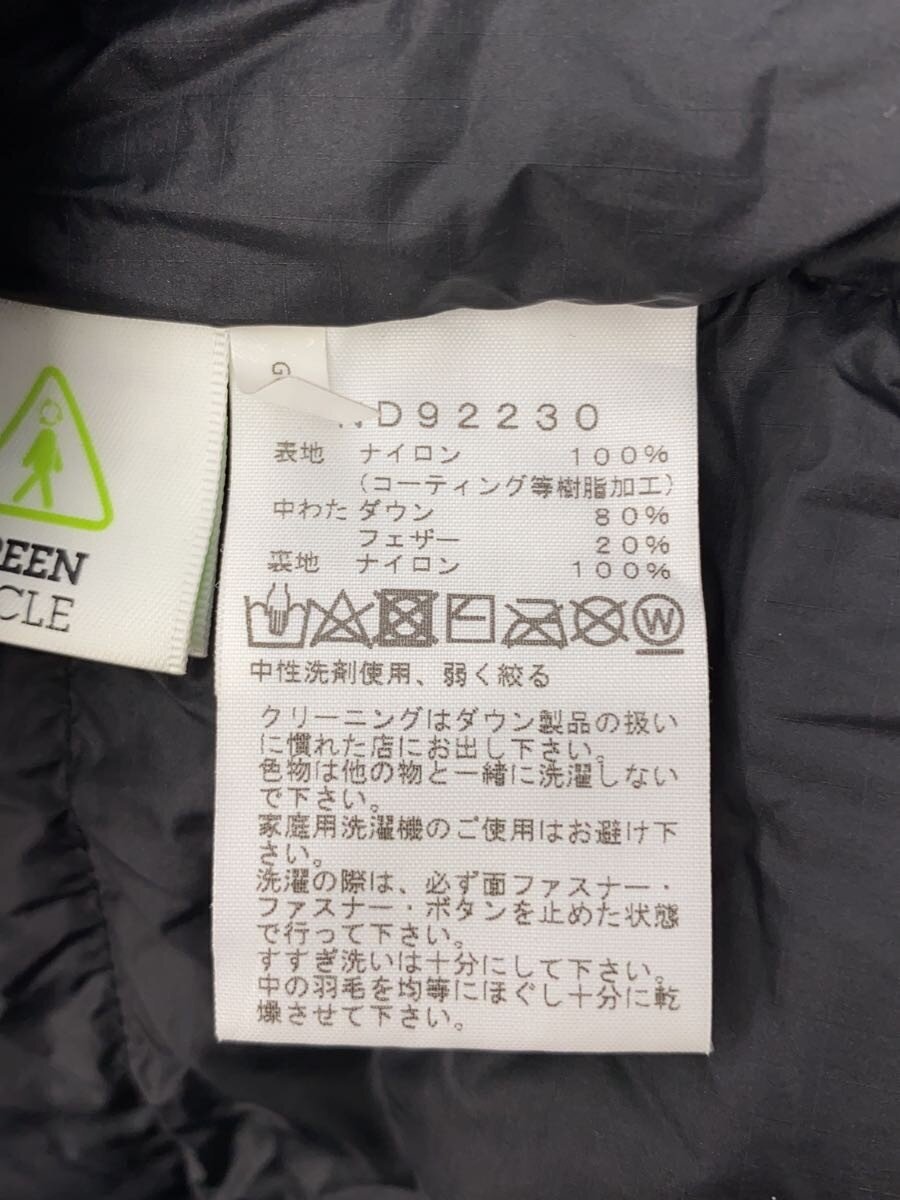 G
ND92230
表地 ナイロン 100%
(コーティング等樹脂加工)
中わた ダウン 80%
フェザー 20%
裏地 ナイロン 100%
W
中性洗剤使用、弱く絞る
クリーニングはダウン製品の扱い
に慣れた店にお出し下さい。
色物は他の物と一緒に洗濯しない
で下さい。
家庭用洗濯機のご使用はお避け下
さい。
洗濯の際は、必ず面ファスナー・
ファスナー・ボタンを止めた状態
で行って下さい。
すすぎ洗いは十分にして下さい。
中の羽毛を均等にほぐし十分に乾
燥させて下さい。
REEN
CLE